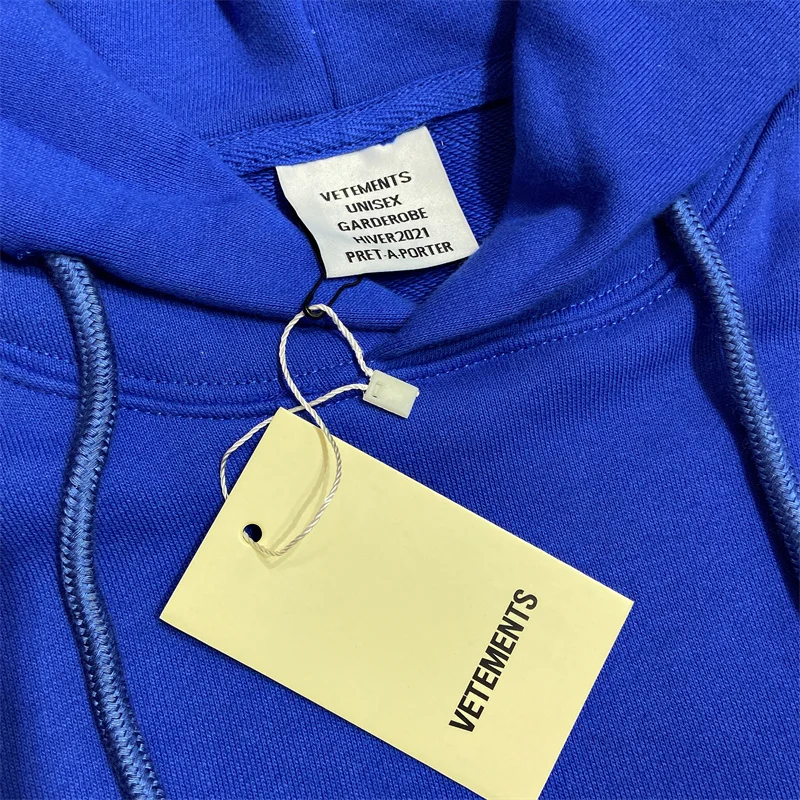 VETEMENTS
UNISEX
GARDEROBE
HIVER2021
PRET-A-PORTER
VETEMENTS